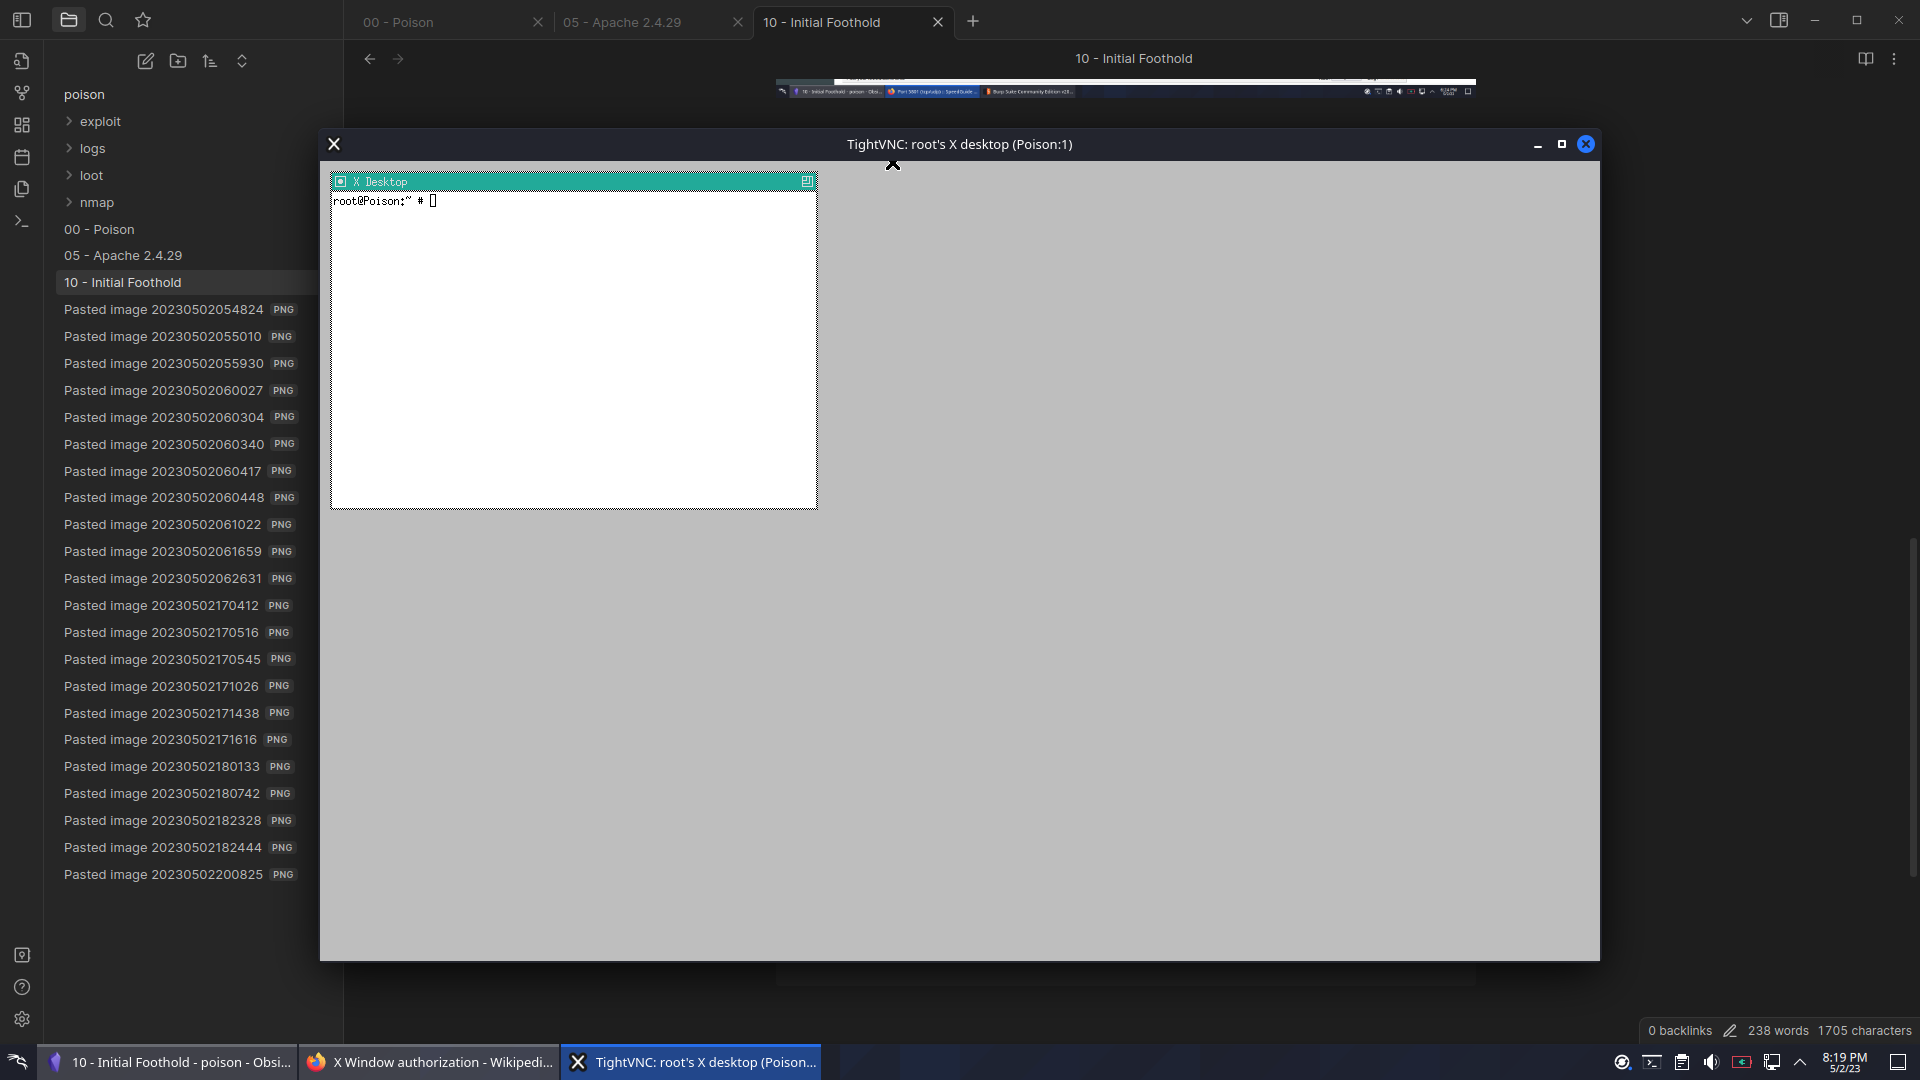 00 - Poison
05 - Apache 2.4.29
10 - Initial Foothold
10 - Initial Foothold
poison
exploit
logs
loot
nmap
00 - Poison
05 - Apache 2.4.29
10 - Initial Foothold
Pasted image 20230502054824 PNG
Pasted image 20230502055010 PNG
Pasted image 20230502055930 PNG
Pasted image 20230502060027 PNG
Pasted image 20230502060304 PNG
Pasted image 20230502060340 PNG
Pasted image 20230502060417 PNG
Pasted image 20230502060448 PNG
Pasted image 20230502061022 PNG
Pasted image 20230502061659 PNG
Pasted image 20230502062631 PNG
Pasted image 20230502170412 PNG
Pasted image 20230502170516 PNG
Pasted image 20230502170545 PNG
Pasted image 20230502171026 PNG
Pasted image 20230502171438 PNG
Pasted image 20230502171616 PNG
Pasted image 20230502180133 PNG
Pasted image 20230502180742 PNG
Pasted image 20230502182328 PNG
Pasted image 20230502182444 PNG
Pasted image 20230502200825 PNG
TightVNC: root's X desktop (Poison:1)
X Desktop
root@Poison:~ #
0 backlinks 238 words 1705 characters
10 - Initial Foothold - poison - Obsi...
X Window authorization - Wikipedi...
TightVNC: root's X desktop (Poison...
8:19 PM
5/2/23